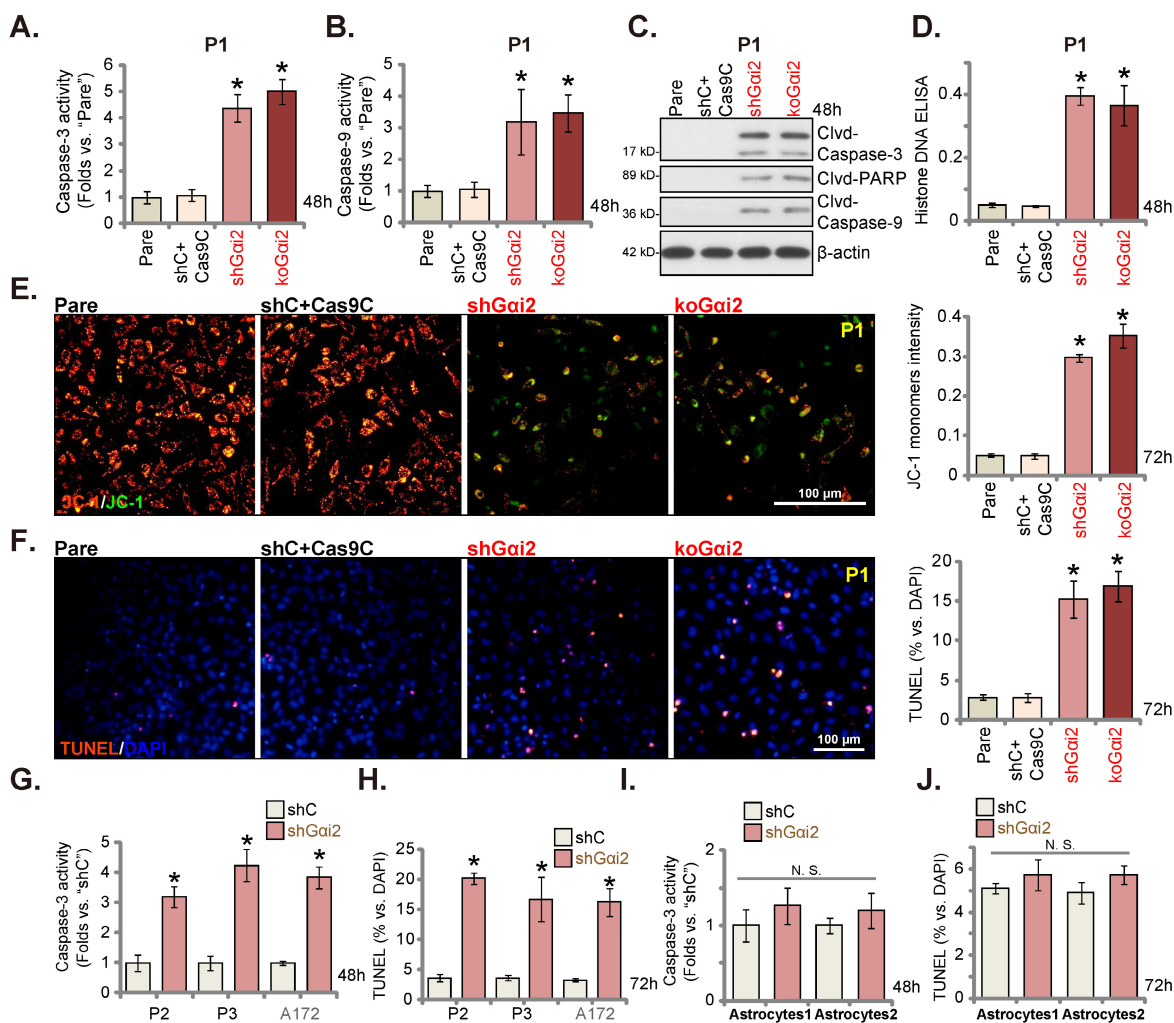 A.
P1
Caspase-3 activity
(Folds vs. “Pare”)
6
5
4
3
2
1
0
Pare
shC+
Cas9C
shGαi2
koGαi2
48h
B.
P1
Caspase-9 activity
(Folds vs. “Pare”)
5
4
3
2
1
0
Pare
shC+
Cas9C
shGαi2
koGαi2
48h
C.
P1
Pare
shC+
Cas9C
shGαi2
koGαi2
48h
17 kD-
Clvd-
Caspase-3
89 kD-
Clvd-PARP
36 kD-
Clvd-
Caspase-9
42 kD-
β-actin
D.
P1
Histone DNA ELISA
0.4
0.2
0
Pare
shC+
Cas9C
shGαi2
koGαi2
48h
E.
Pare
shC+Cas9C
shGαi2
koGαi2
P1
JC-1/JC-1
100 μm
JC-1 monomers intensity
0.4
0.3
0.2
0.1
0
Pare
shC+
Cas9C
shGαi2
koGαi2
72h
F.
Pare
shC+Cas9C
shGαi2
koGαi2
P1
TUNEL/DAPI
100 μm
TUNEL (% vs. DAPI)
20
15
10
5
0
Pare
shC+
Cas9C
shGαi2
koGαi2
72h
G.
shC
shGαi2
Caspase-3 activity
(Folds vs. “shC”)
5
4
3
2
1
0
P2
P3
A172
48h
H.
shC
shGαi2
TUNEL (% vs. DAPI)
25
20
15
10
5
0
P2
P3
A172
72h
I.
shC
shGαi2
N. S.
Caspase-3 activity
(Folds vs. “shC”)
2
1
0
Astrocytes1
Astrocytes2
48h
J.
shC
shGαi2
N. S.
TUNEL (% vs. DAPI)
6
4
2
0
Astrocytes1
Astrocytes2
72h